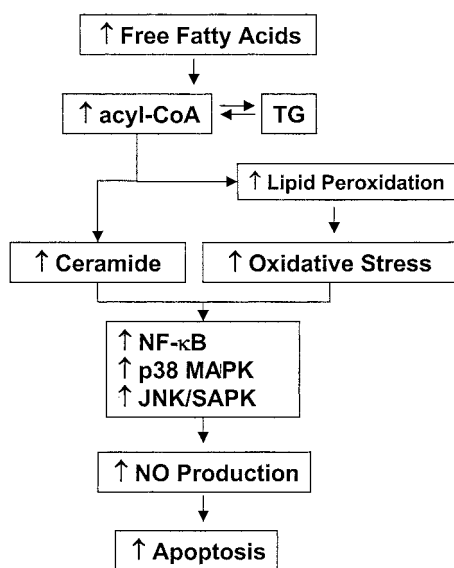 ↑ Free Fatty Acids
↑ acyl-CoA
TG
↑ Lipid Peroxidation
↑ Ceramide
↑ Oxidative Stress
↑ NF-κB
↑ p38 MAPK
↑ JNK/SAPK
↑ NO Production
↑ Apoptosis